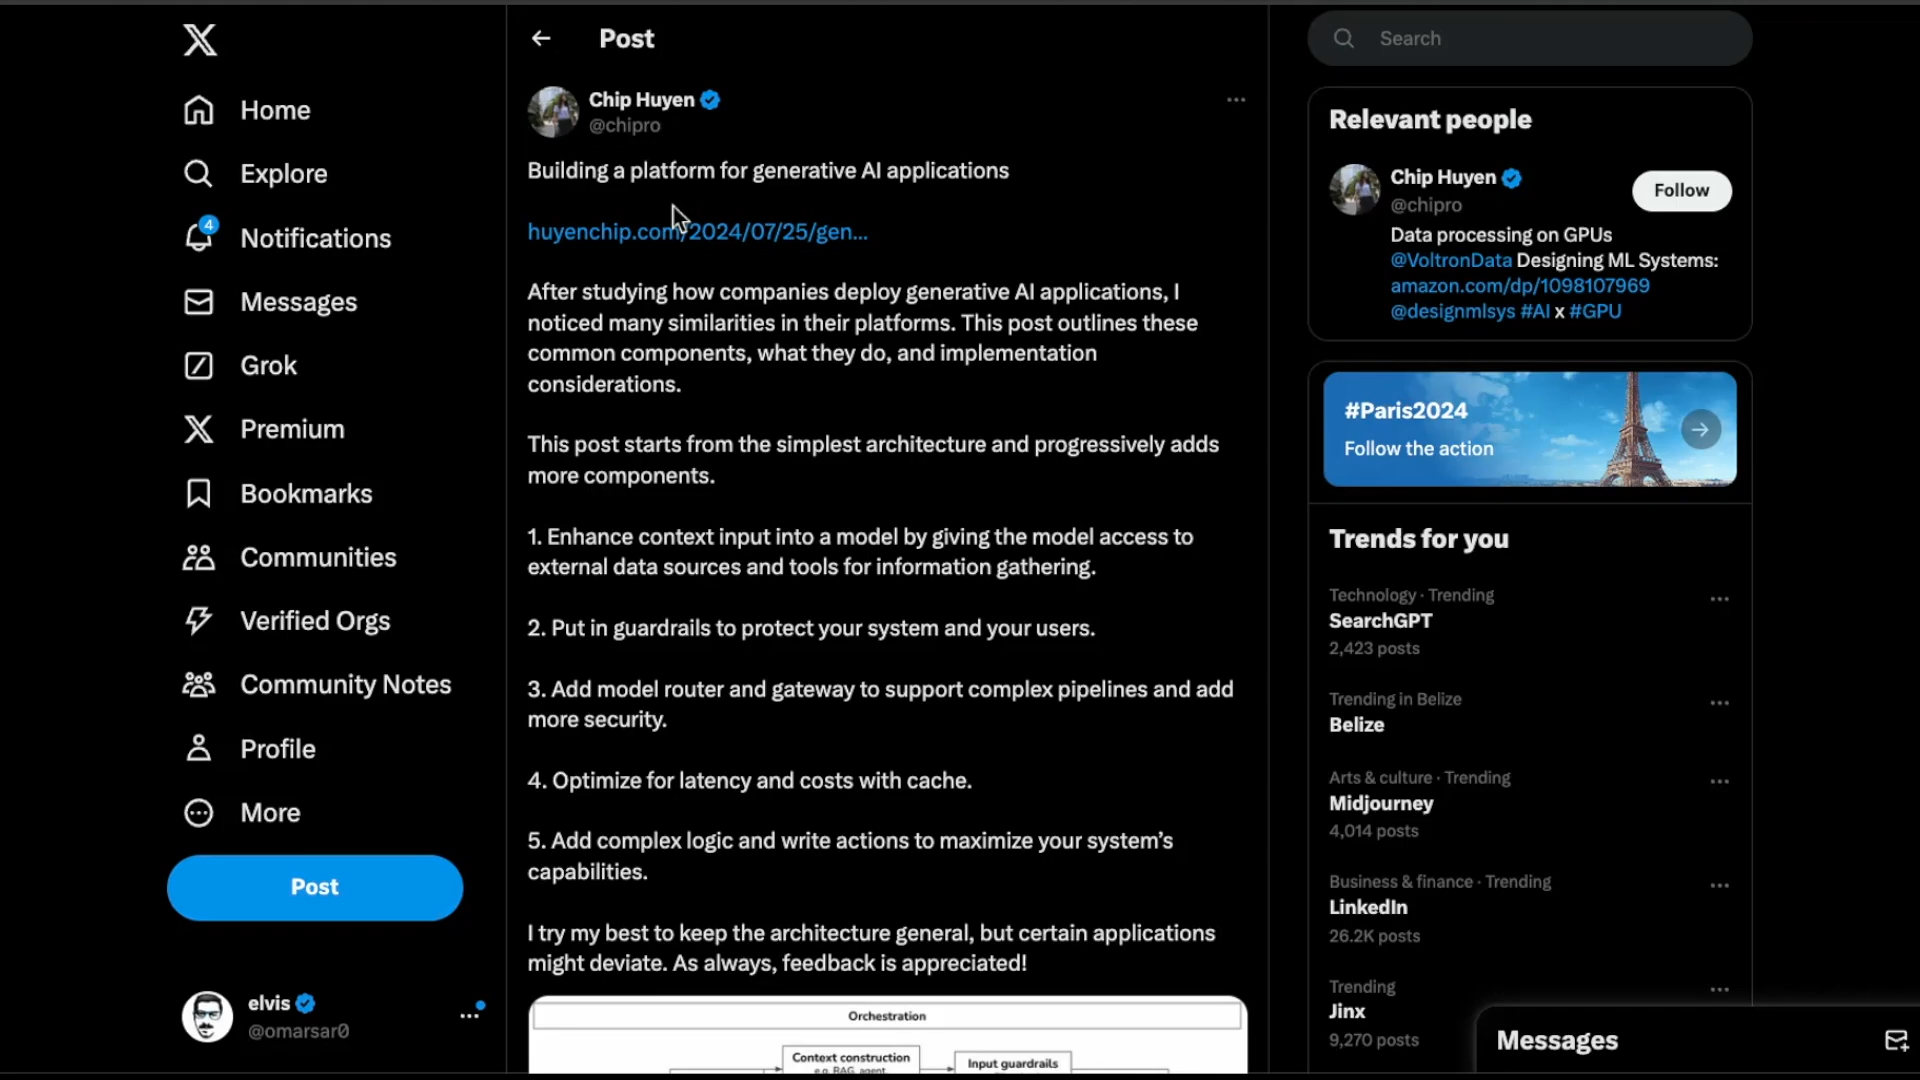 Home
Explore
4
Notifications
Messages
Grok
Premium
Bookmarks
Communities
Verified Orgs
Community Notes
Profile
More
Post
elvis
@omarsar0
Post
Chip Huyen
@chipro
Building a platform for generative AI applications
huyenchip.com/2024/07/25/gen...
After studying how companies deploy generative AI applications, I
noticed many similarities in their platforms. This post outlines these
common components, what they do, and implementation
considerations.
This post starts from the simplest architecture and progressively adds
more components.
1. Enhance context input into a model by giving the model access to
external data sources and tools for information gathering.
2. Put in guardrails to protect your system and your users.
3. Add model router and gateway to support complex pipelines and add
more security.
4. Optimize for latency and costs with cache.
5. Add complex logic and write actions to maximize your system’s
capabilities.
I try my best to keep the architecture general, but certain applications
might deviate. As always, feedback is appreciated!
Orchestration
Context construction
e.g. RAG, agent,
Input guardrails
Search
Relevant people
Chip Huyen
@chipro
Follow
Data processing on GPUs
@VoltronData Designing ML Systems:
amazon.com/dp/1098107969
@designmlsys #AI x #GPU
#Paris2024
Follow the action
Trends for you
Technology · Trending
SearchGPT
2,423 posts
Trending in Belize
Belize
Arts & culture · Trending
Midjourney
4,014 posts
Business & finance · Trending
LinkedIn
26.2K posts
Trending
Jinx
9,270 posts
Messages